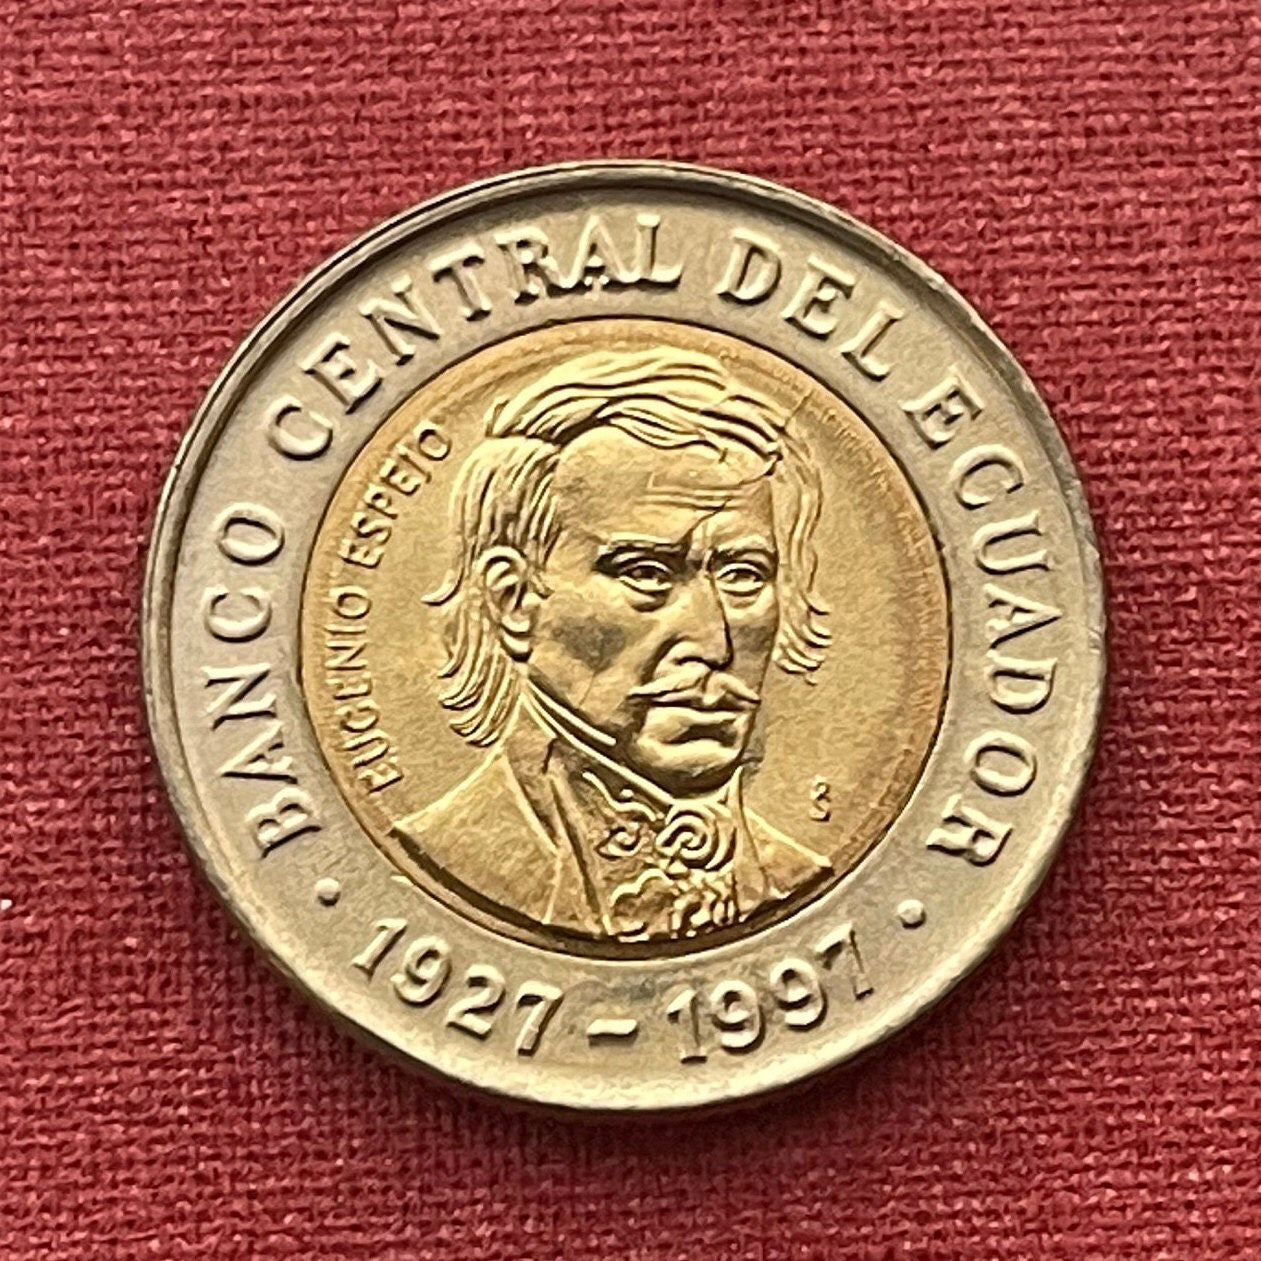 BANCO CENTRAL DEL ECUADOR
EUGENIO ESPEJO
· 1927 - 1997 ·